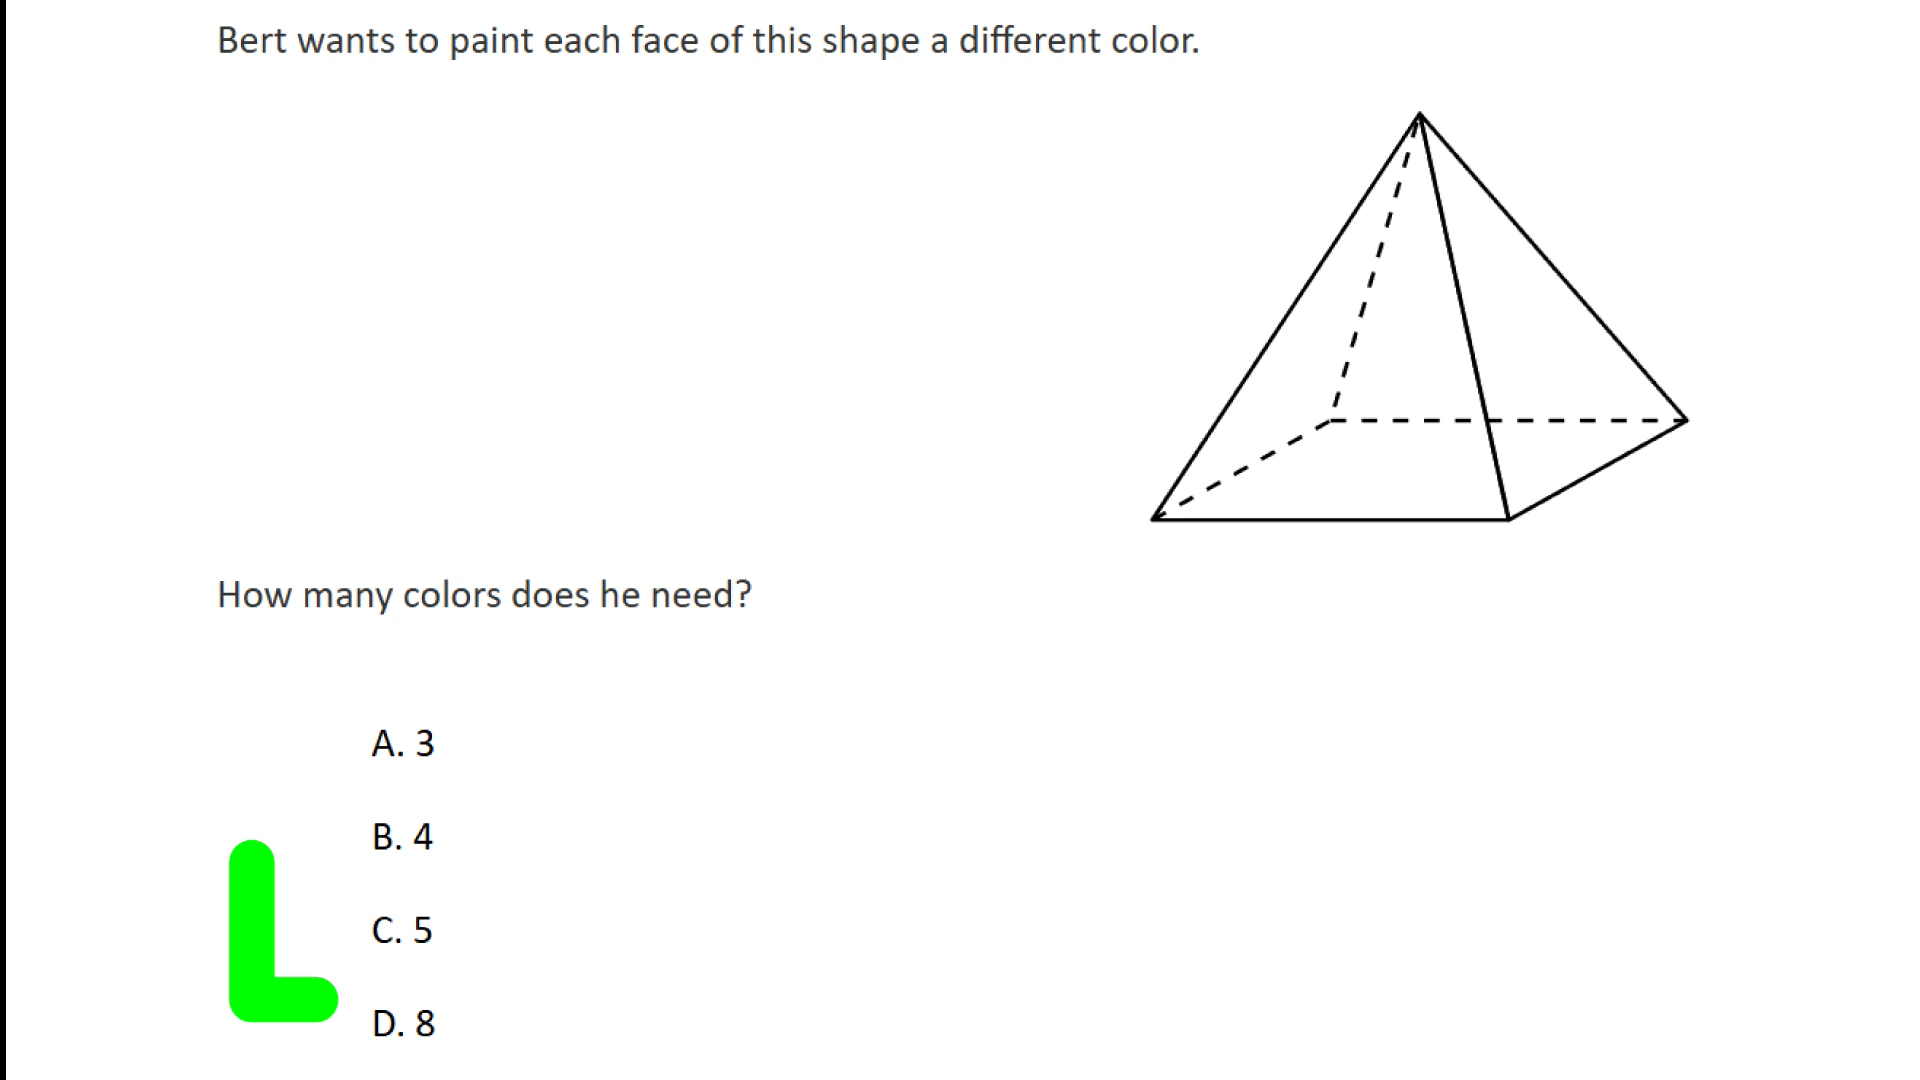 Bert wants to paint each face of this shape a different color.
How many colors does he need?
A. 3
B. 4
C. 5
D. 8